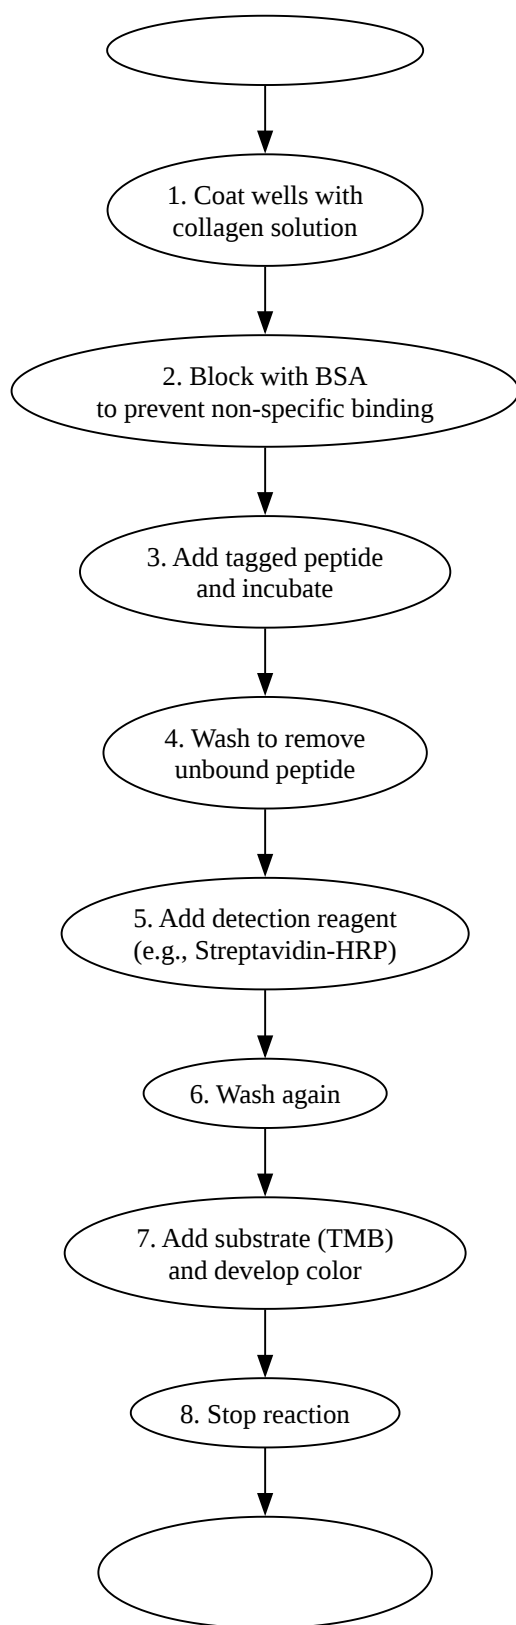 1. Coat wells with
collagen solution
2. Block with BSA
to prevent non-specific binding
3. Add tagged peptide
and incubate
4. Wash to remove
unbound peptide
5. Add detection reagent
(e.g., Streptavidin-HRP)
6. Wash again
7. Add substrate (TMB)
and develop color
8. Stop reaction